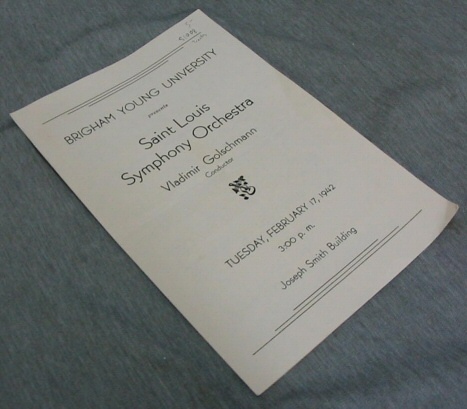 BRIGHAM YOUNG UNIVERSITY
presents
Saint Louis
Symphony Orchestra
Vladimir Golschmann
Conductor
TUESDAY, FEBRUARY 17, 1942
3:00 p. m.
Joseph Smith Building